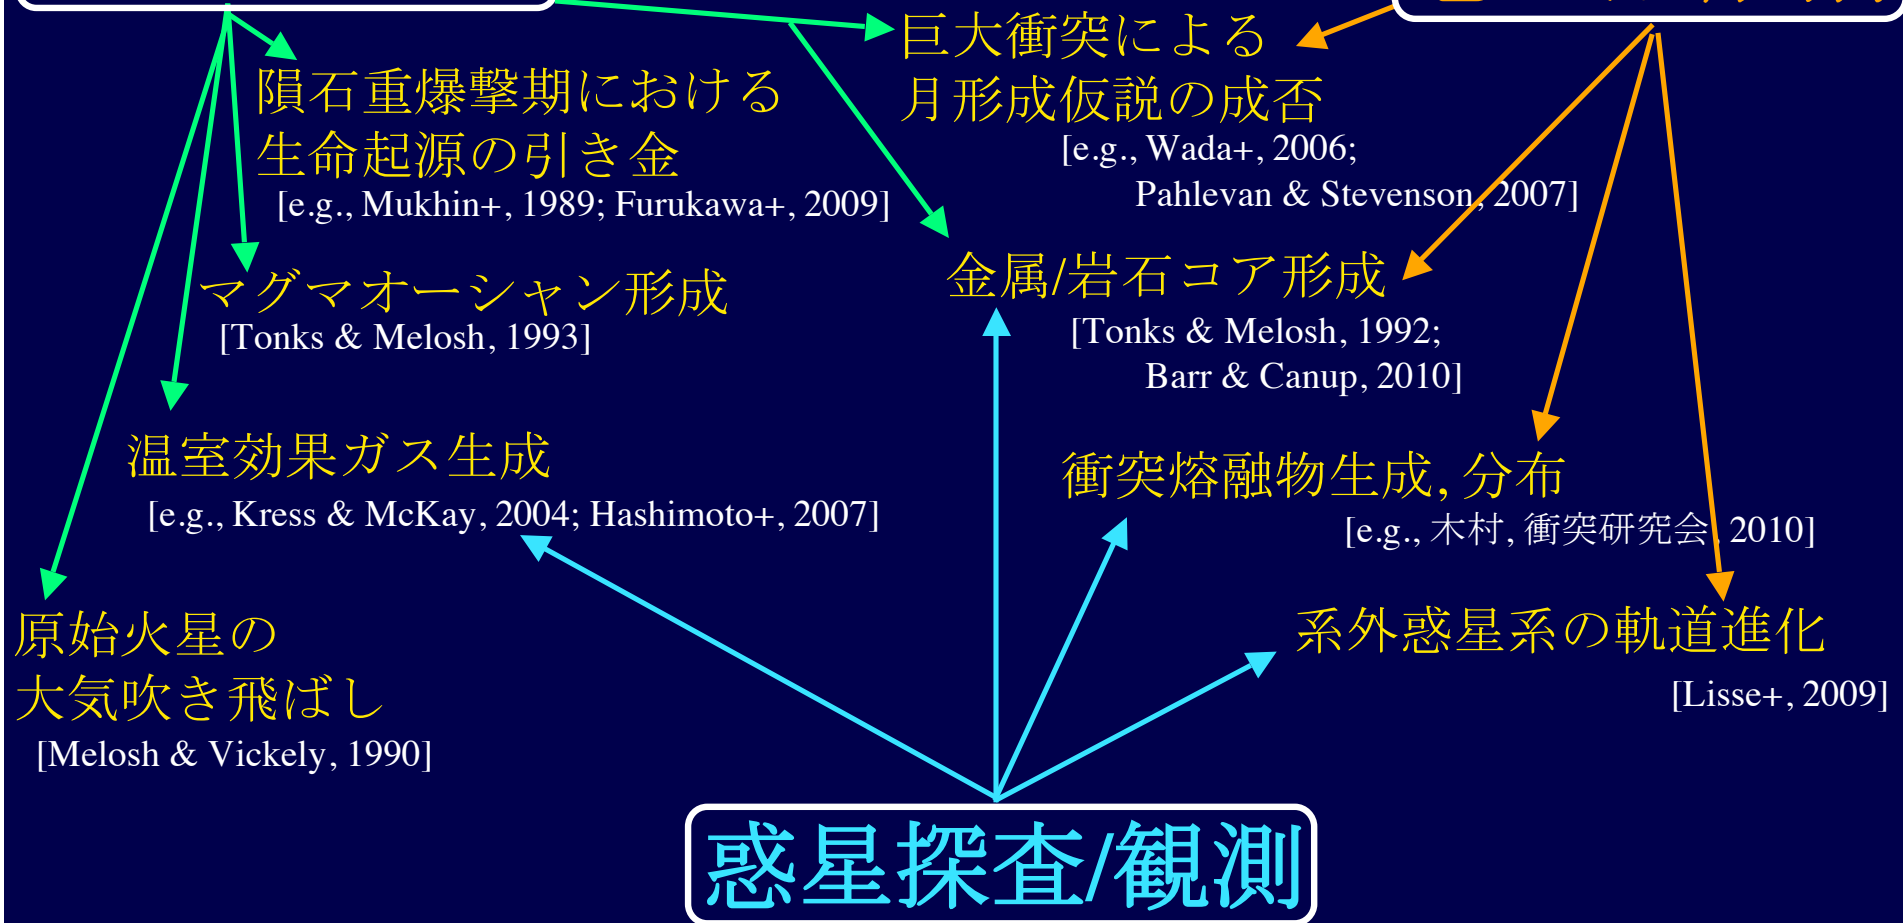 巨大衝突による
月形成仮説の成否
[e.g., Wada+, 2006;
Pahlevan & Stevenson, 2007]
隕石重爆撃期における
生命起源の引き金
[e.g., Mukhin+, 1989; Furukawa+, 2009]
マグマオーシャン形成
[Tonks & Melosh, 1993]
金属/岩石コア形成
[Tonks & Melosh, 1992;
Barr & Canup, 2010]
温室効果ガス生成
[e.g., Kress & McKay, 2004; Hashimoto+, 2007]
衝突熔融物生成, 分布
[e.g., 木村, 衝突研究会, 2010]
原始火星の
大気吹き飛ばし
[Melosh & Vickely, 1990]
系外惑星系の軌道進化
[Lisse+, 2009]
惑星探査/観測